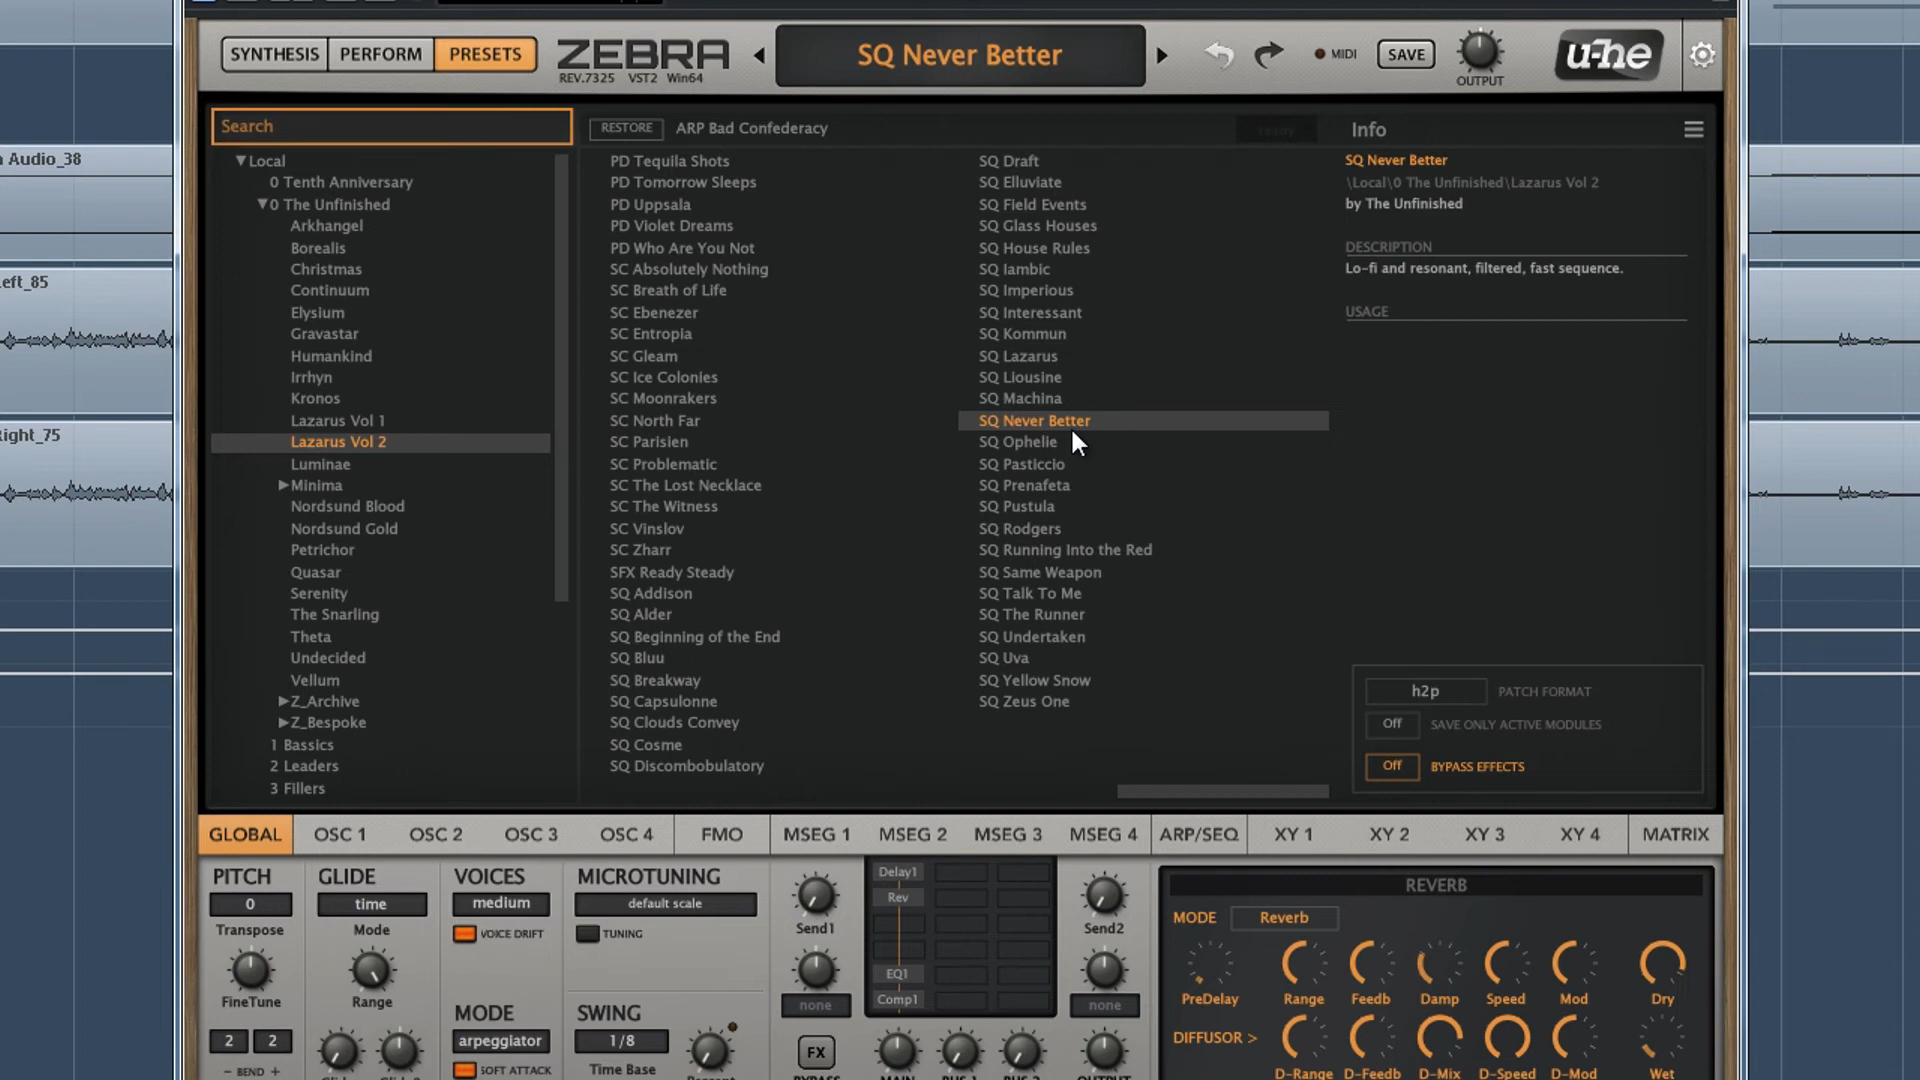 SYNTHESIS PERFORM PRESETS
ZEBRA
REV.7325 VST2 Win64
SQ Never Better
MIDI SAVE
OUTPUT
u-he
Search
RESTORE ARP Bad Confederacy
ready
Info
Audio_38
eft_85
ight_75
Local
0 Tenth Anniversary
0 The Unfinished
Arkhangel
Borealis
Christmas
Continuum
Elysium
Gravastar
Humankind
Irrhyn
Kronos
Lazarus Vol 1
Lazarus Vol 2
Luminae
Minima
Nordsund Blood
Nordsund Gold
Petrichor
Quasar
Serenity
The Snarling
Theta
Undecided
Vellum
Z_Archive
Z_Bespoke
1 Bassics
2 Leaders
3 Fillers
PD Tequila Shots
PD Tomorrow Sleeps
PD Uppsala
PD Violet Dreams
PD Who Are You Not
SC Absolutely Nothing
SC Breath of Life
SC Ebenezer
SC Entropia
SC Gleam
SC Ice Colonies
SC Moonrakers
SC North Far
SC Parisien
SC Problematic
SC The Lost Necklace
SC The Witness
SC Vinslov
SC Zharr
SFX Ready Steady
SQ Addison
SQ Alder
SQ Beginning of the End
SQ Bluu
SQ Breakway
SQ Capsulonne
SQ Clouds Convey
SQ Cosme
SQ Discombobulatory
SQ Draft
SQ Elluviate
SQ Field Events
SQ Glass Houses
SQ House Rules
SQ Iambic
SQ Imperious
SQ Interessant
SQ Kommun
SQ Lazarus
SQ Liousine
SQ Machina
SQ Never Better
SQ Ophelie
SQ Pasticcio
SQ Prenafeta
SQ Pustula
SQ Rodgers
SQ Running Into the Red
SQ Same Weapon
SQ Talk To Me
SQ The Runner
SQ Undertaken
SQ Uva
SQ Yellow Snow
SQ Zeus One
SQ Never Better
\Local\0 The Unfinished\Lazarus Vol 2
by The Unfinished
DESCRIPTION
Lo-fi and resonant, filtered, fast sequence.
USAGE
h2p PATCH FORMAT
Off SAVE ONLY ACTIVE MODULES
Off BYPASS EFFECTS
GLOBAL OSC 1 OSC 2 OSC 3 OSC 4 FMO MSEG 1 MSEG 2 MSEG 3 MSEG 4 ARP/SEQ XY 1 XY 2 XY 3 XY 4 MATRIX
PITCH
0
Transpose
FineTune
2 2
− BEND +
GLIDE
time
Mode
Range
VOICES
medium
VOICE DRIFT
MODE
arpeggiator
SOFT ATTACK
MICROTUNING
default scale
TUNING
SWING
1/8
Time Base
Send1
none
FX
BYPASS
Delay1
Rev
EQ1
Comp1
MAIN BUS 1 BUS 2
Send2
none
OUTPUT
REVERB
MODE Reverb
PreDelay Range Feedb Damp Speed Mod Dry
DIFFUSOR >
D-Range D-Feedb D-Mix D-Speed D-Mod Wet